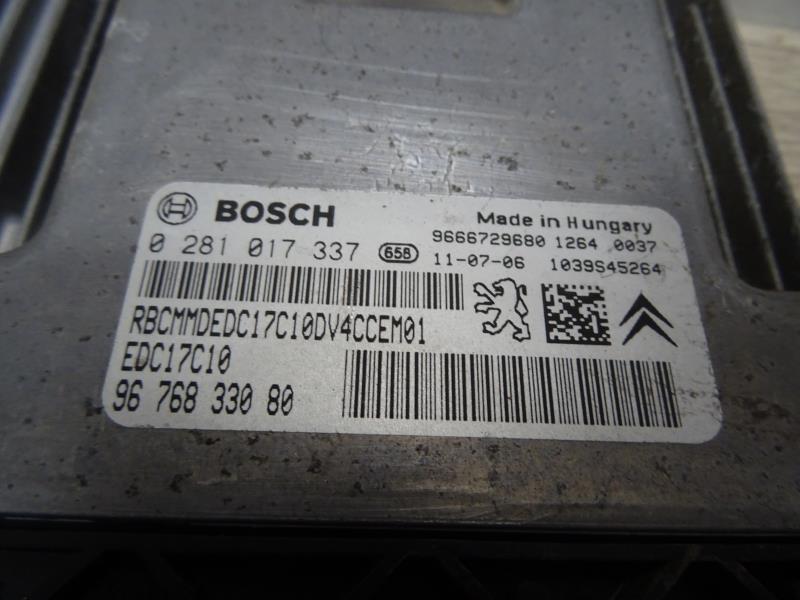 BOSCH Made in Hungary
0 281 017 337 658 9666729680 1264 0037
11-07-06 1039S45264
RBCMMDEDC17C10DV4CCEM01
EDC17C10
96 768 330 80